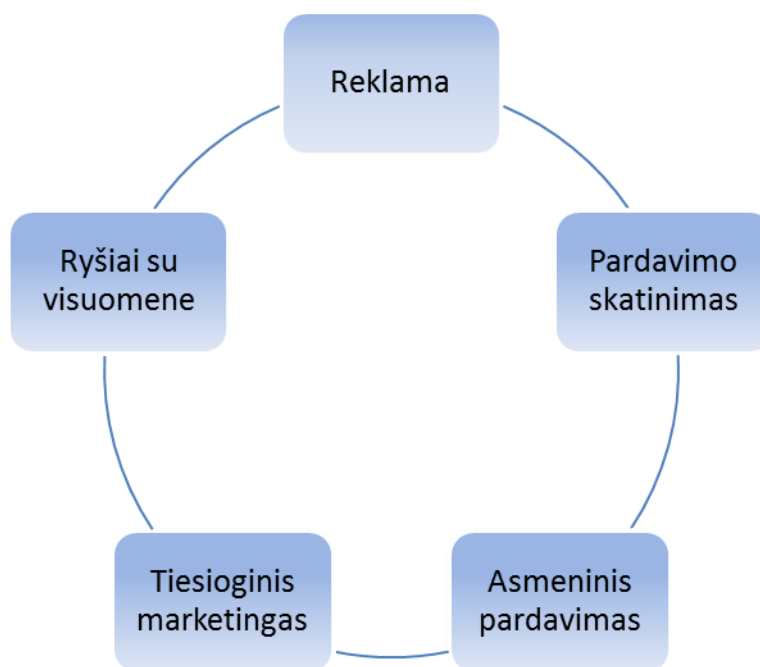 Reklama
Pardavimo
skatinimas
Asmeninis
pardavimas
Tiesioginis
marketingas
Ryšiai su
visuomene